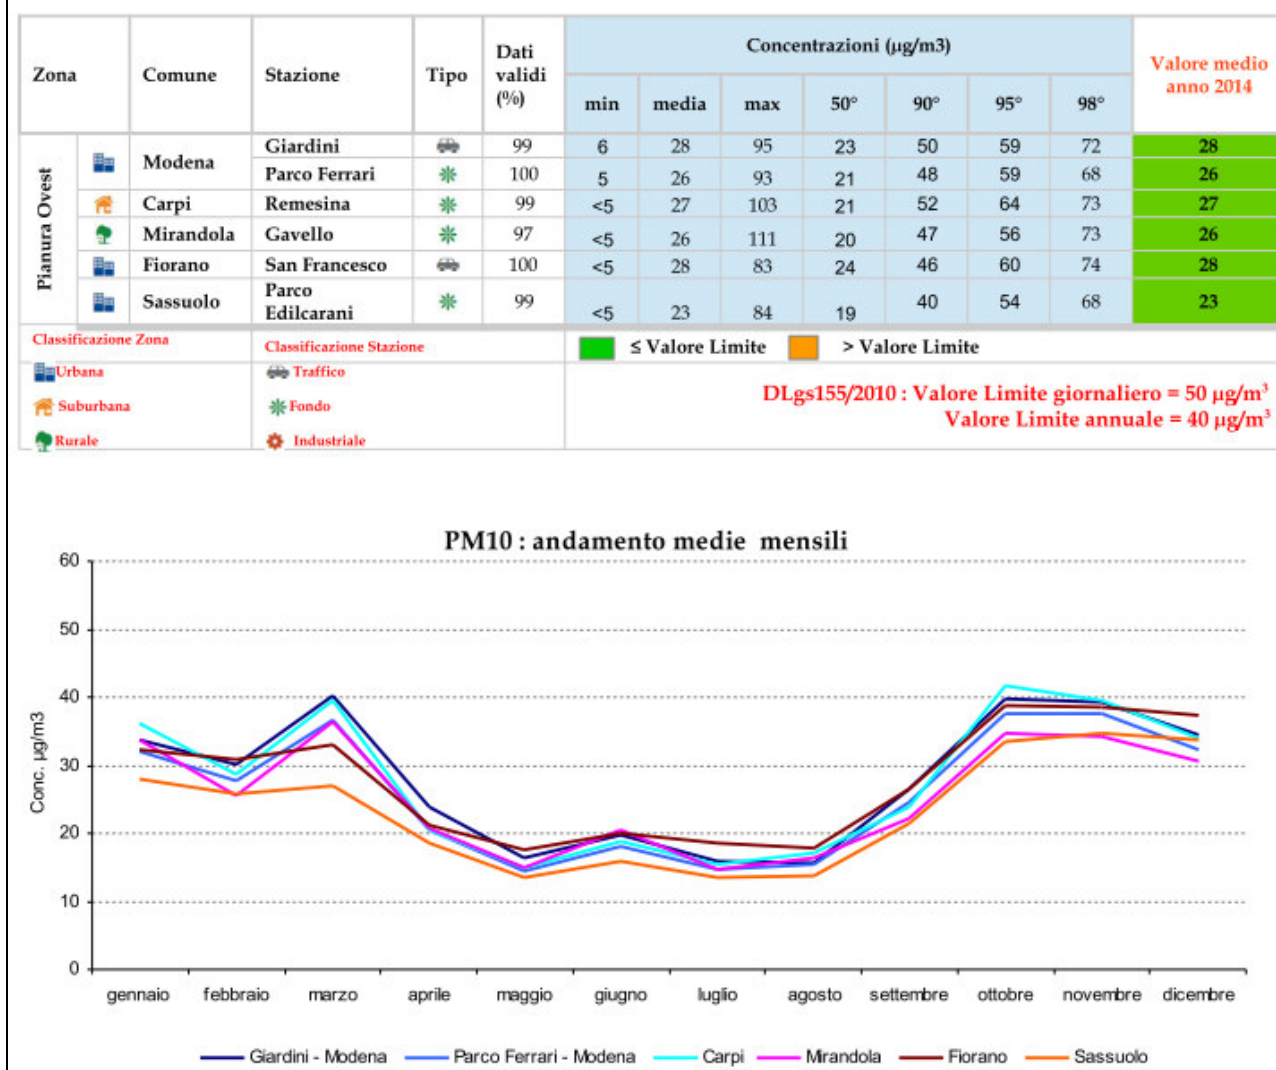 Zona Comune Stazione Tipo Dati validi (%) Concentrazioni (µg/m3) Valore medio anno 2014
min media max 50° 90° 95° 98°
Pianura Ovest
Modena Giardini 99 6 28 95 23 50 59 72 28
Parco Ferrari 100 5 26 93 21 48 59 68 26
Carpi Remesina 99 <5 27 103 21 52 64 73 27
Mirandola Gavello 97 <5 26 111 20 47 56 73 26
Fiorano San Francesco 100 <5 28 83 24 46 60 74 28
Sassuolo Parco Edilcarani 99 <5 23 84 19 40 54 68 23
Classificazione Zona Classificazione Stazione ≤ Valore Limite > Valore Limite
Urbana Traffico
Suburbana Fondo
Rurale Industriale
DLgs155/2010 : Valore Limite giornaliero = 50 µg/m³
Valore Limite annuale = 40 µg/m³
PM10 : andamento medie mensili
Conc. µg/m3
60
50
40
30
20
10
0
gennaio febbraio marzo aprile maggio giugno luglio agosto settembre ottobre novembre dicembre
Giardini - Modena Parco Ferrari - Modena Carpi Mirandola Fiorano Sassuolo